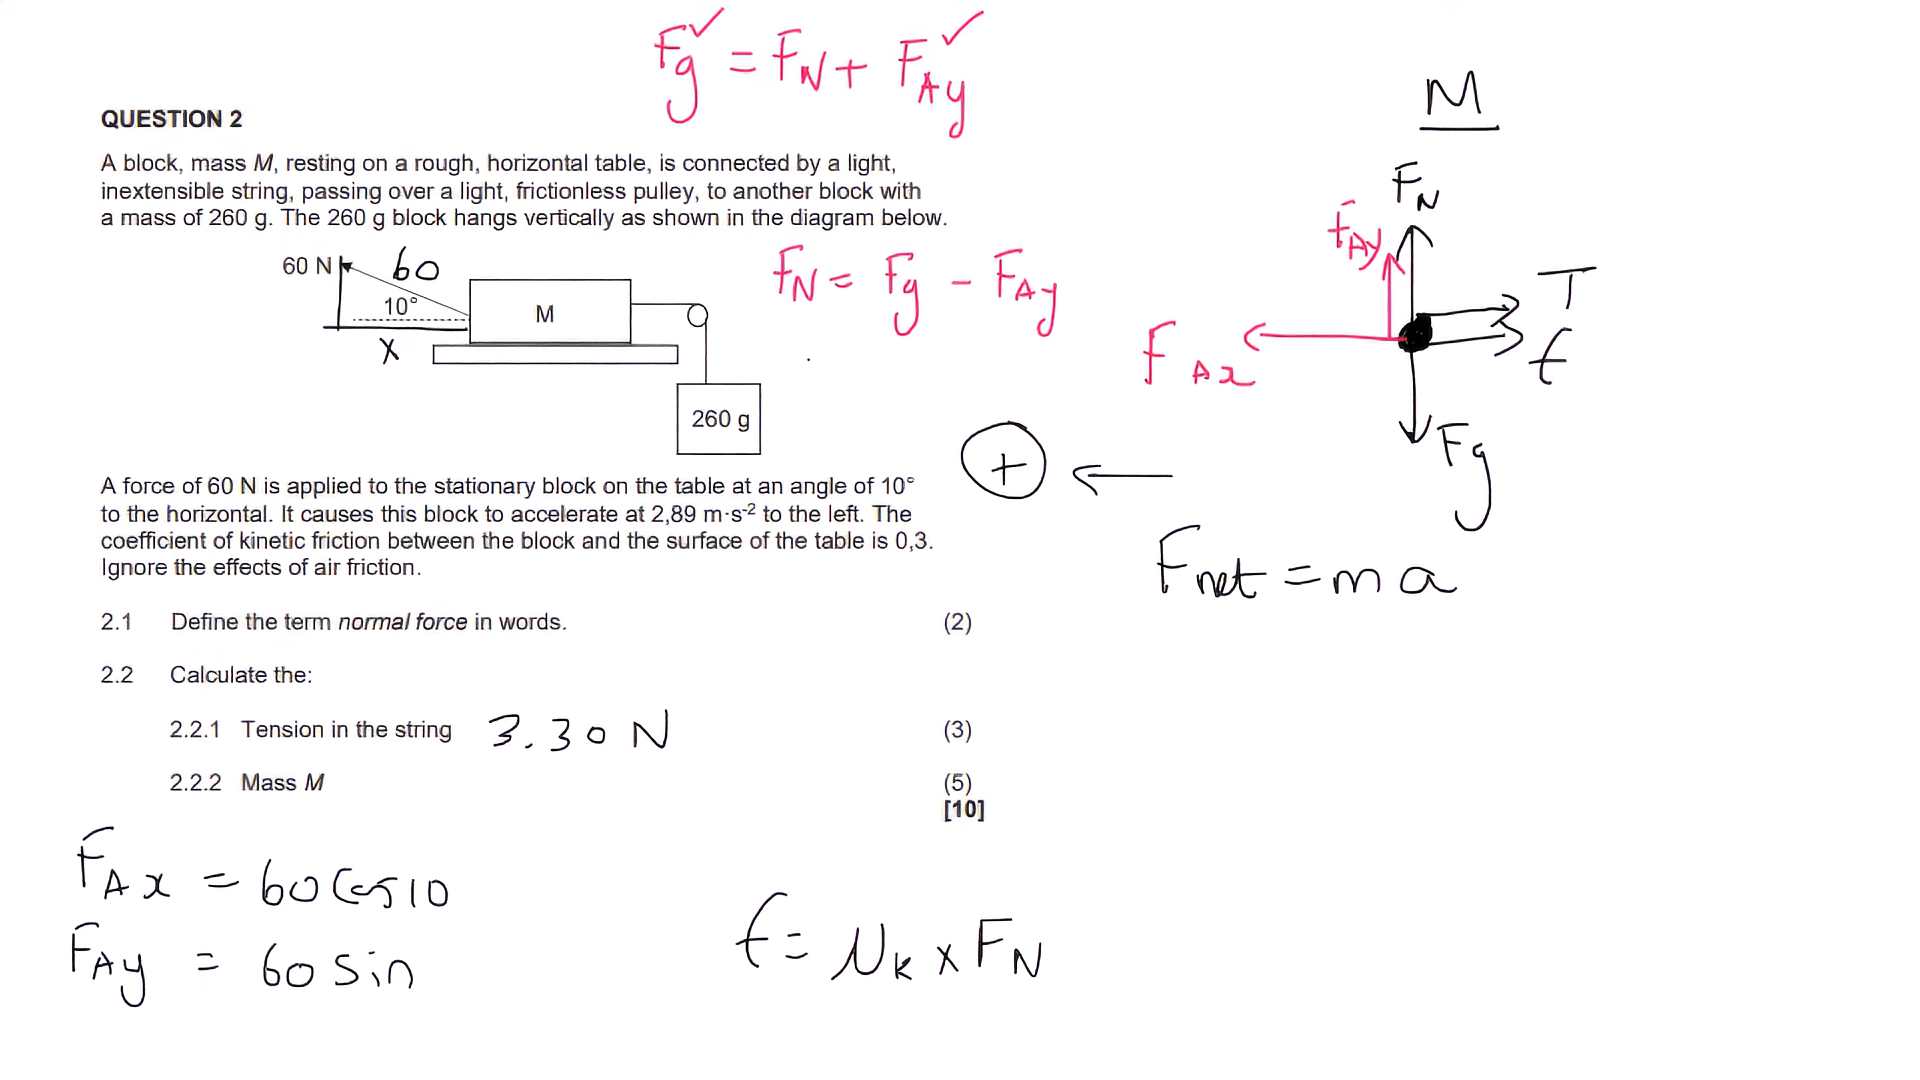 Fg ✓ = FN + FAy ✓
QUESTION 2
A block, mass M, resting on a rough, horizontal table, is connected by a light,
inextensible string, passing over a light, frictionless pulley, to another block with
a mass of 260 g. The 260 g block hangs vertically as shown in the diagram below.
60 N
60
10°
x
M
260 g
FN = Fg - FAy
M
FN
FAy
T
f
FAx
Fg
+ ←
Fnet = ma
A force of 60 N is applied to the stationary block on the table at an angle of 10°
to the horizontal. It causes this block to accelerate at 2,89 m·s-2 to the left. The
coefficient of kinetic friction between the block and the surface of the table is 0,3.
Ignore the effects of air friction.
2.1 Define the term normal force in words. (2)
2.2 Calculate the:
2.2.1 Tension in the string 3.30 N (3)
2.2.2 Mass M (5)
[10]
FAx = 60 Cos 10
FAy = 60 sin
f = μk x FN